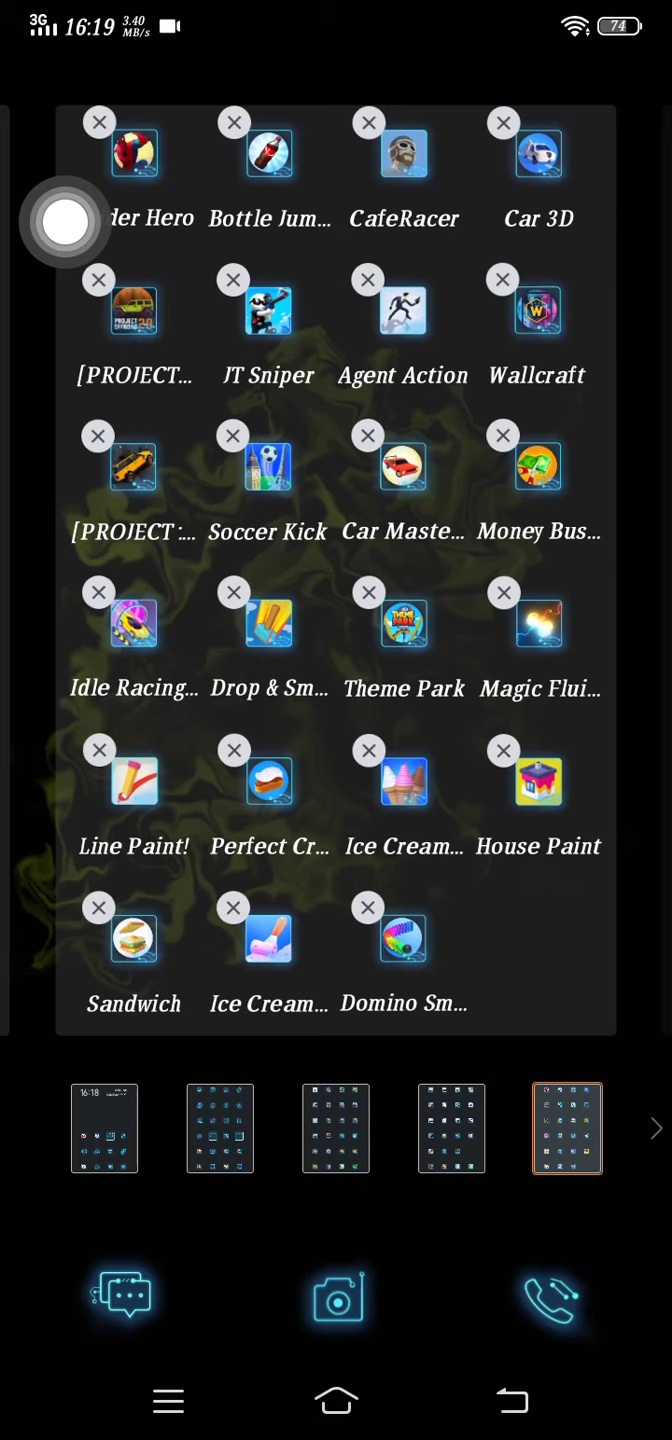 3G 16:19 3.40 MB/s 74
der Hero Bottle Jum... CafeRacer Car 3D
[PROJECT... JT Sniper Agent Action Wallcraft
[PROJECT :... Soccer Kick Car Maste... Money Bus...
Idle Racing... Drop & Sm... Theme Park Magic Flui...
Line Paint! Perfect Cr... Ice Cream... House Paint
Sandwich Ice Cream... Domino Sm...
16:18